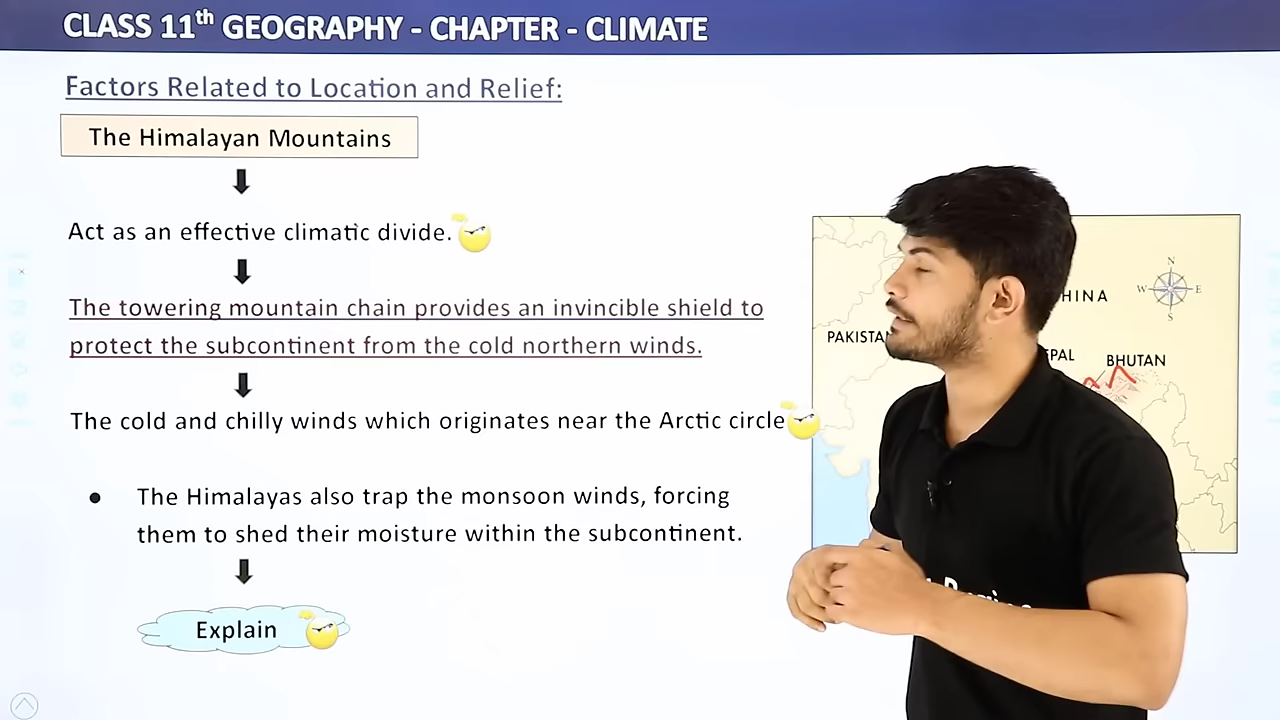 CLASS 11th GEOGRAPHY - CHAPTER - CLIMATE
Factors Related to Location and Relief:
The Himalayan Mountains
Act as an effective climatic divide.
The towering mountain chain provides an invincible shield to
protect the subcontinent from the cold northern winds.
The cold and chilly winds which originates near the Arctic circle
• The Himalayas also trap the monsoon winds, forcing
them to shed their moisture within the subcontinent.
Explain
N
W E
S
HINA
PAKISTAN
EPAL
BHUTAN